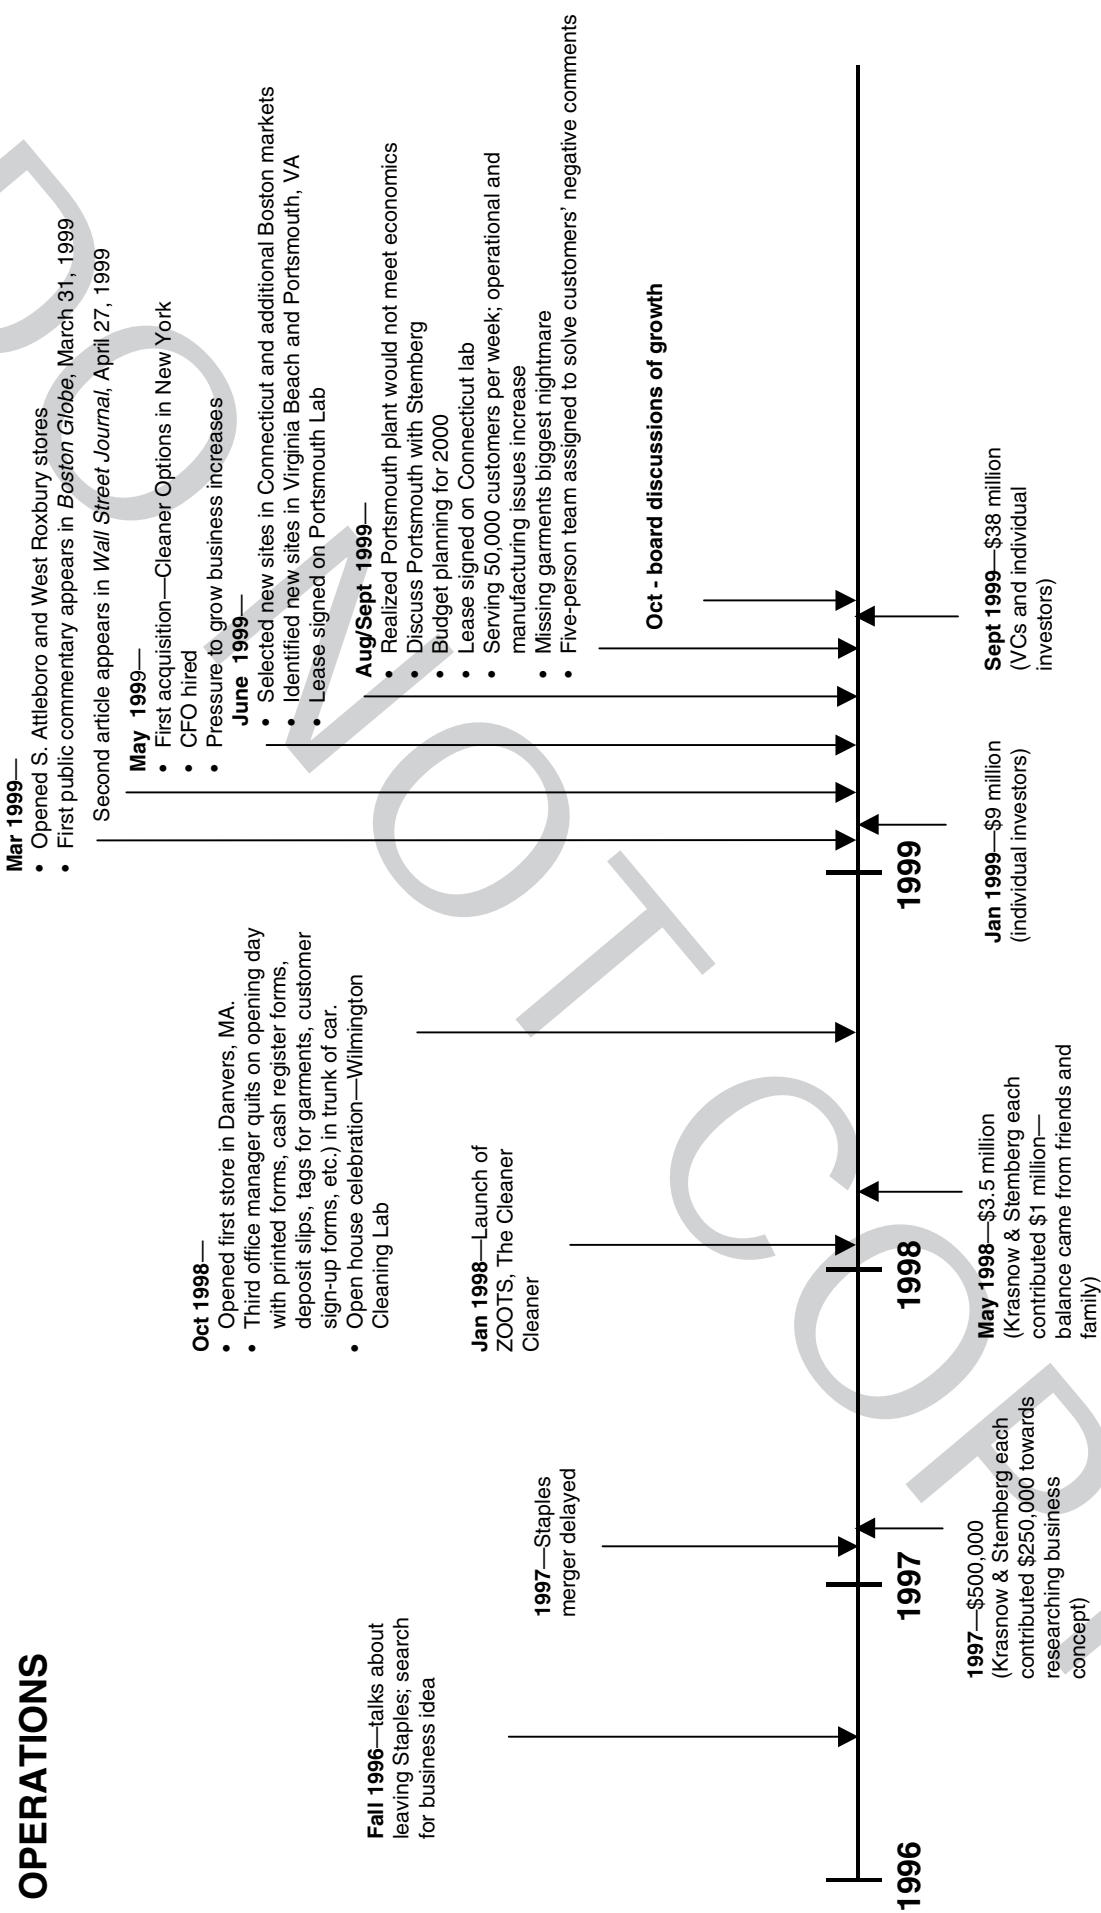 OPERATIONS
Fall 1996—talks about
leaving Staples; search
for business idea
1997—Staples
merger delayed
Oct 1998—
• Opened first store in Danvers, MA.
• Third office manager quits on opening day
with printed forms, cash register forms,
deposit slips, tags for garments, customer
sign-up forms, etc.) in trunk of car.
• Open house celebration—Wilmington
Cleaning Lab
Jan 1998—Launch of
ZOOTS, The Cleaner
Cleaner
Mar 1999—
• Opened S. Attleboro and West Roxbury stores
• First public commentary appears in Boston Globe, March 31, 1999
Second article appears in Wall Street Journal, April 27, 1999
May 1999—
• First acquisition—Cleaner Options in New York
• CFO hired
• Pressure to grow business increases
June 1999—
• Selected new sites in Connecticut and additional Boston markets
• Identified new sites in Virginia Beach and Portsmouth, VA
• Lease signed on Portsmouth Lab
Aug/Sept 1999—
• Realized Portsmouth plant would not meet economics
• Discuss Portsmouth with Stemberg
• Budget planning for 2000
• Lease signed on Connecticut lab
• Serving 50,000 customers per week; operational and
manufacturing issues increase
• Missing garments biggest nightmare
• Five-person team assigned to solve customers' negative comments
Oct - board discussions of growth
1996
1997
1998
1999
1997—$500,000
(Krasnow & Stemberg each
contributed $250,000 towards
researching business
concept)
May 1998—$3.5 million
(Krasnow & Stemberg each
contributed $1 million—
balance came from friends and
family)
Jan 1999—$9 million
(individual investors)
Sept 1999—$38 million
(VCs and individual
investors)
DO NOT COPY